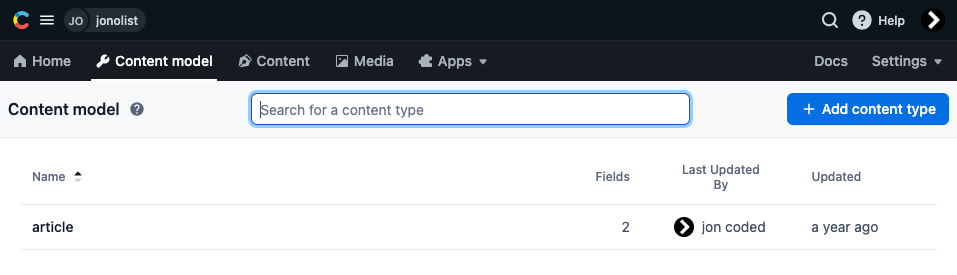 JO jonolist Help
Home Content model Content Media Apps Docs Settings
Content model Search for a content type + Add content type
Name Fields Last Updated By Updated
article 2 jon coded a year ago